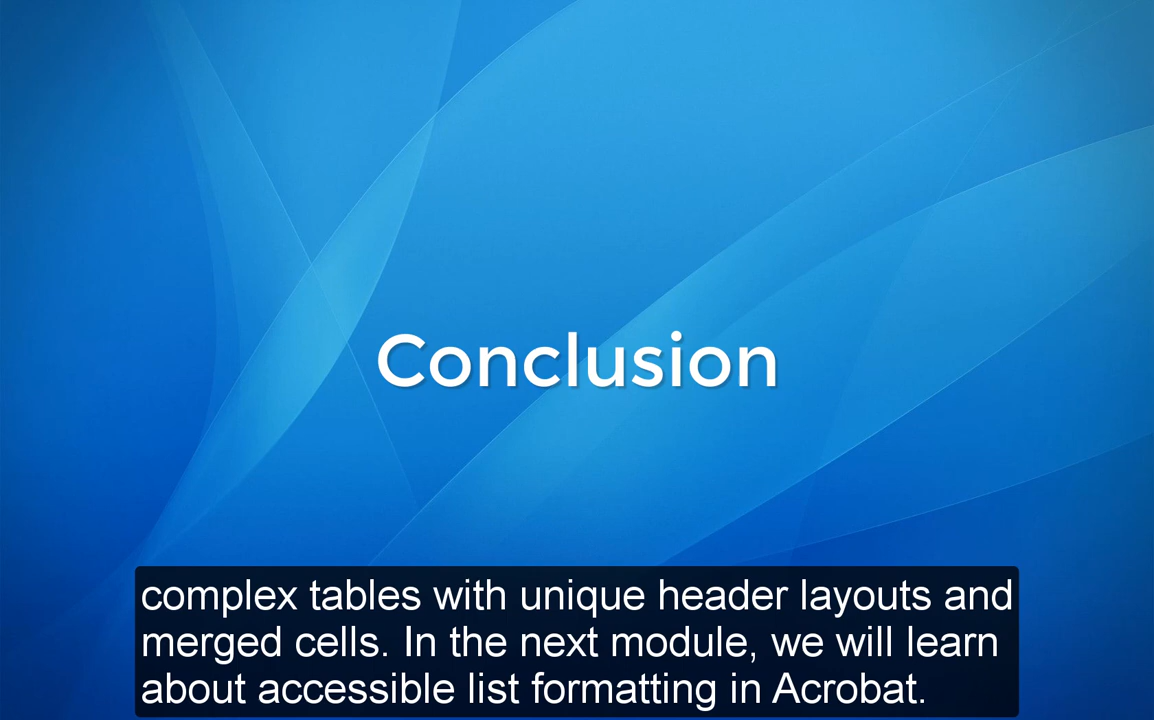 Conclusion
complex tables with unique header layouts and
merged cells. In the next module, we will learn
about accessible list formatting in Acrobat.